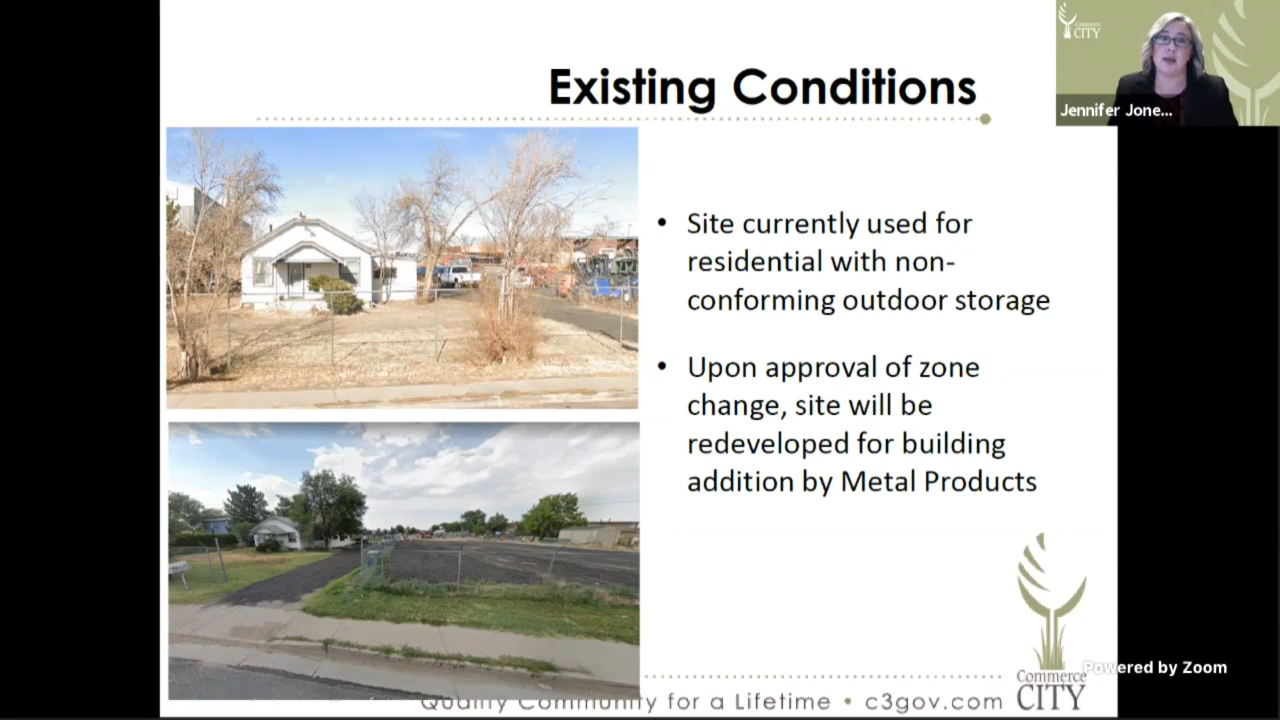 Existing Conditions
Commerce
CITY
Jennifer Jone...
• Site currently used for
residential with non-
conforming outdoor storage
• Upon approval of zone
change, site will be
redeveloped for building
addition by Metal Products
Powered by Zoom
Commerce
CITY
Quality Community for a Lifetime • c3gov.com